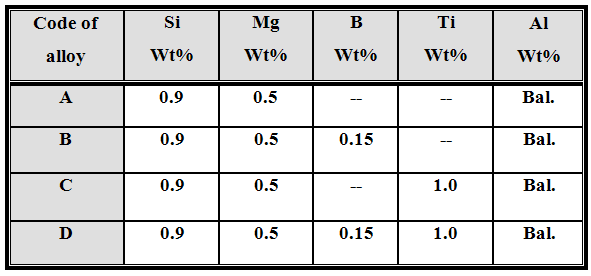 Code of alloy Si Wt% Mg Wt% B Wt% Ti Wt% Al Wt%
A 0.9 0.5 -- -- Bal.
B 0.9 0.5 0.15 -- Bal.
C 0.9 0.5 -- 1.0 Bal.
D 0.9 0.5 0.15 1.0 Bal.